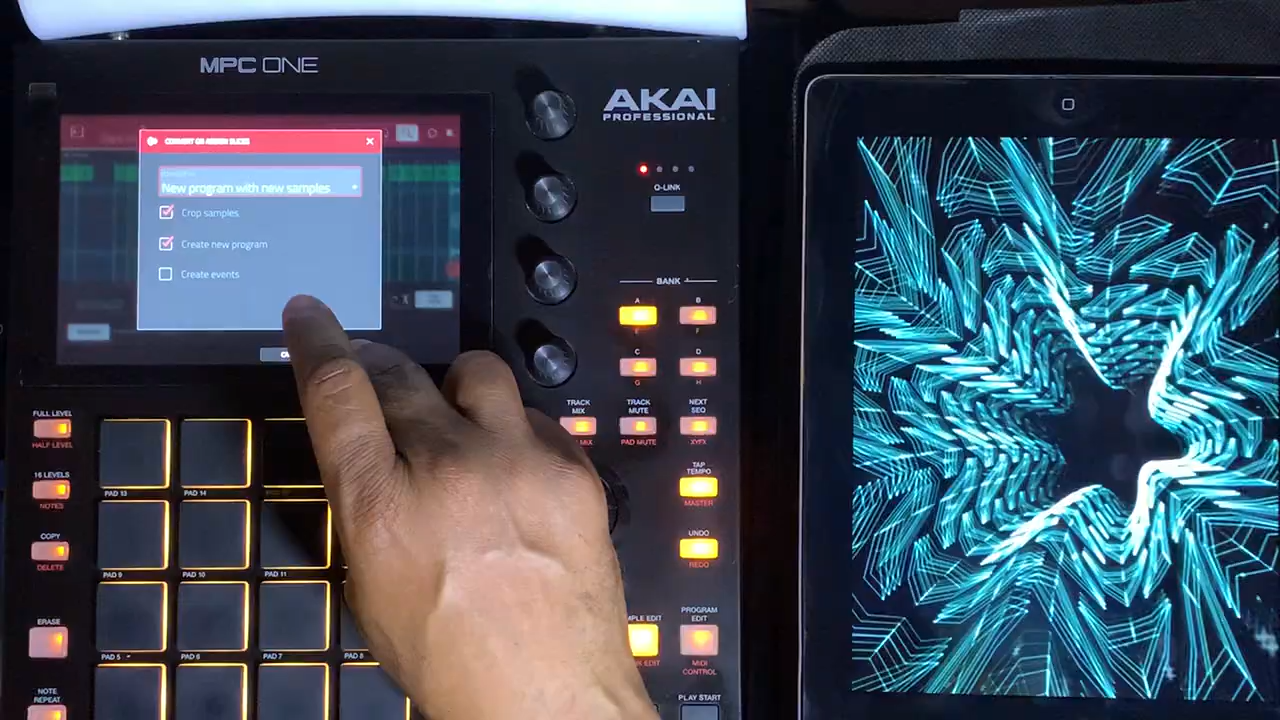 MPC ONE
AKAI
PROFESSIONAL
CONVERT OR ASSIGN SLICES
New program with new samples
Crop samples
Create new program
Create events
Q-LINK
BANK
A
B
E
F
C
D
G
H
TRACK MIX
TRACK MUTE
NEXT SEQ
MIX
PAD MUTE
XYFX
TAP TEMPO
MASTER
UNDO
REDO
PROGRAM EDIT
MIDI CONTROL
PLAY START
FULL LEVEL
HALF LEVEL
16 LEVELS
NOTES
COPY
DELETE
ERASE
NOTE REPEAT
PAD 13
PAD 14
PAD 9
PAD 10
PAD 11
PAD 5
PAD 6
PAD 7
PAD 8